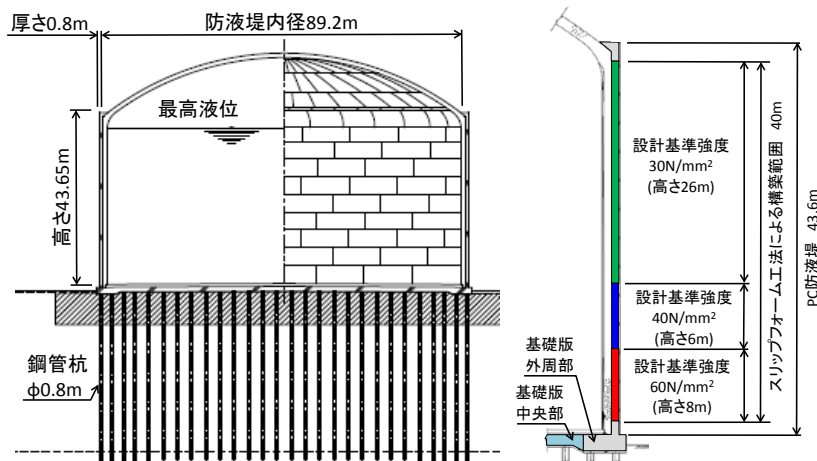 厚さ0.8m
防液堤内径89.2m
最高液位
高さ43.65m
鋼管杭
φ0.8m
設計基準強度
30N/mm²
(高さ26m)
設計基準強度
40N/mm²
(高さ6m)
設計基準強度
60N/mm²
(高さ8m)
スリップフォーム工法による構築範囲 40m
PC防液堤 43.6m
基礎版
外周部
基礎版
中央部